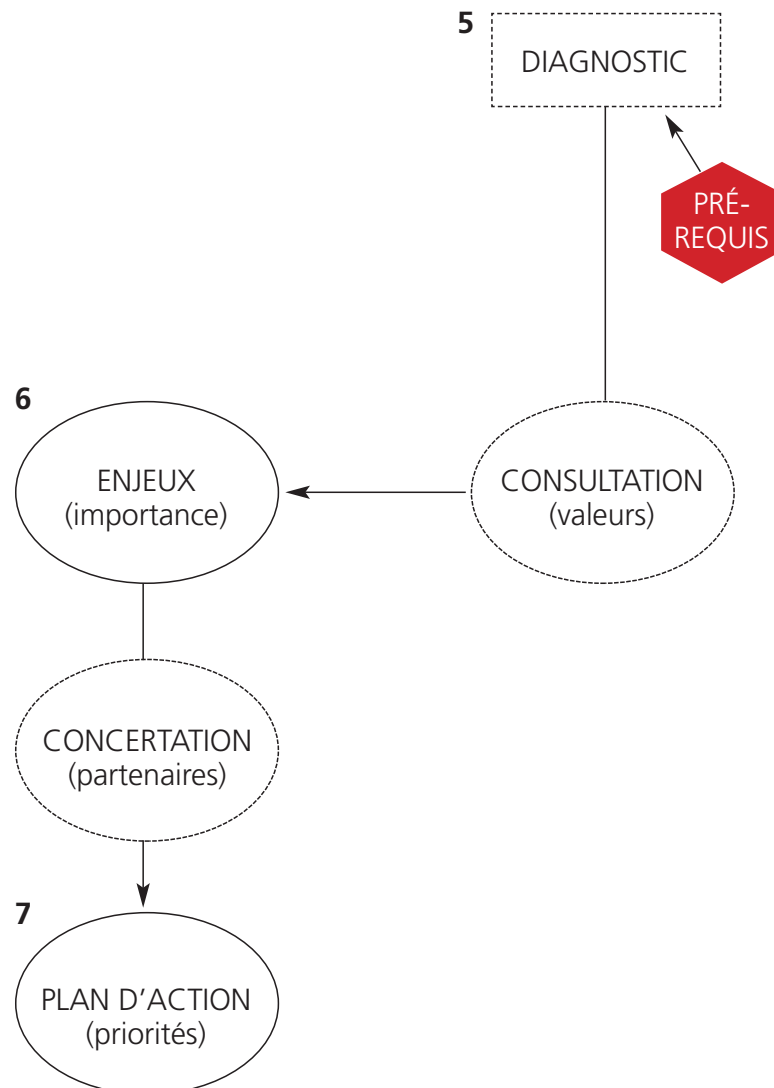 5
DIAGNOSTIC
PRÉ-
REQUIS
6
ENJEUX
(importance)
CONSULTATION
(valeurs)
CONCERTATION
(partenaires)
7
PLAN D’ACTION
(priorités)